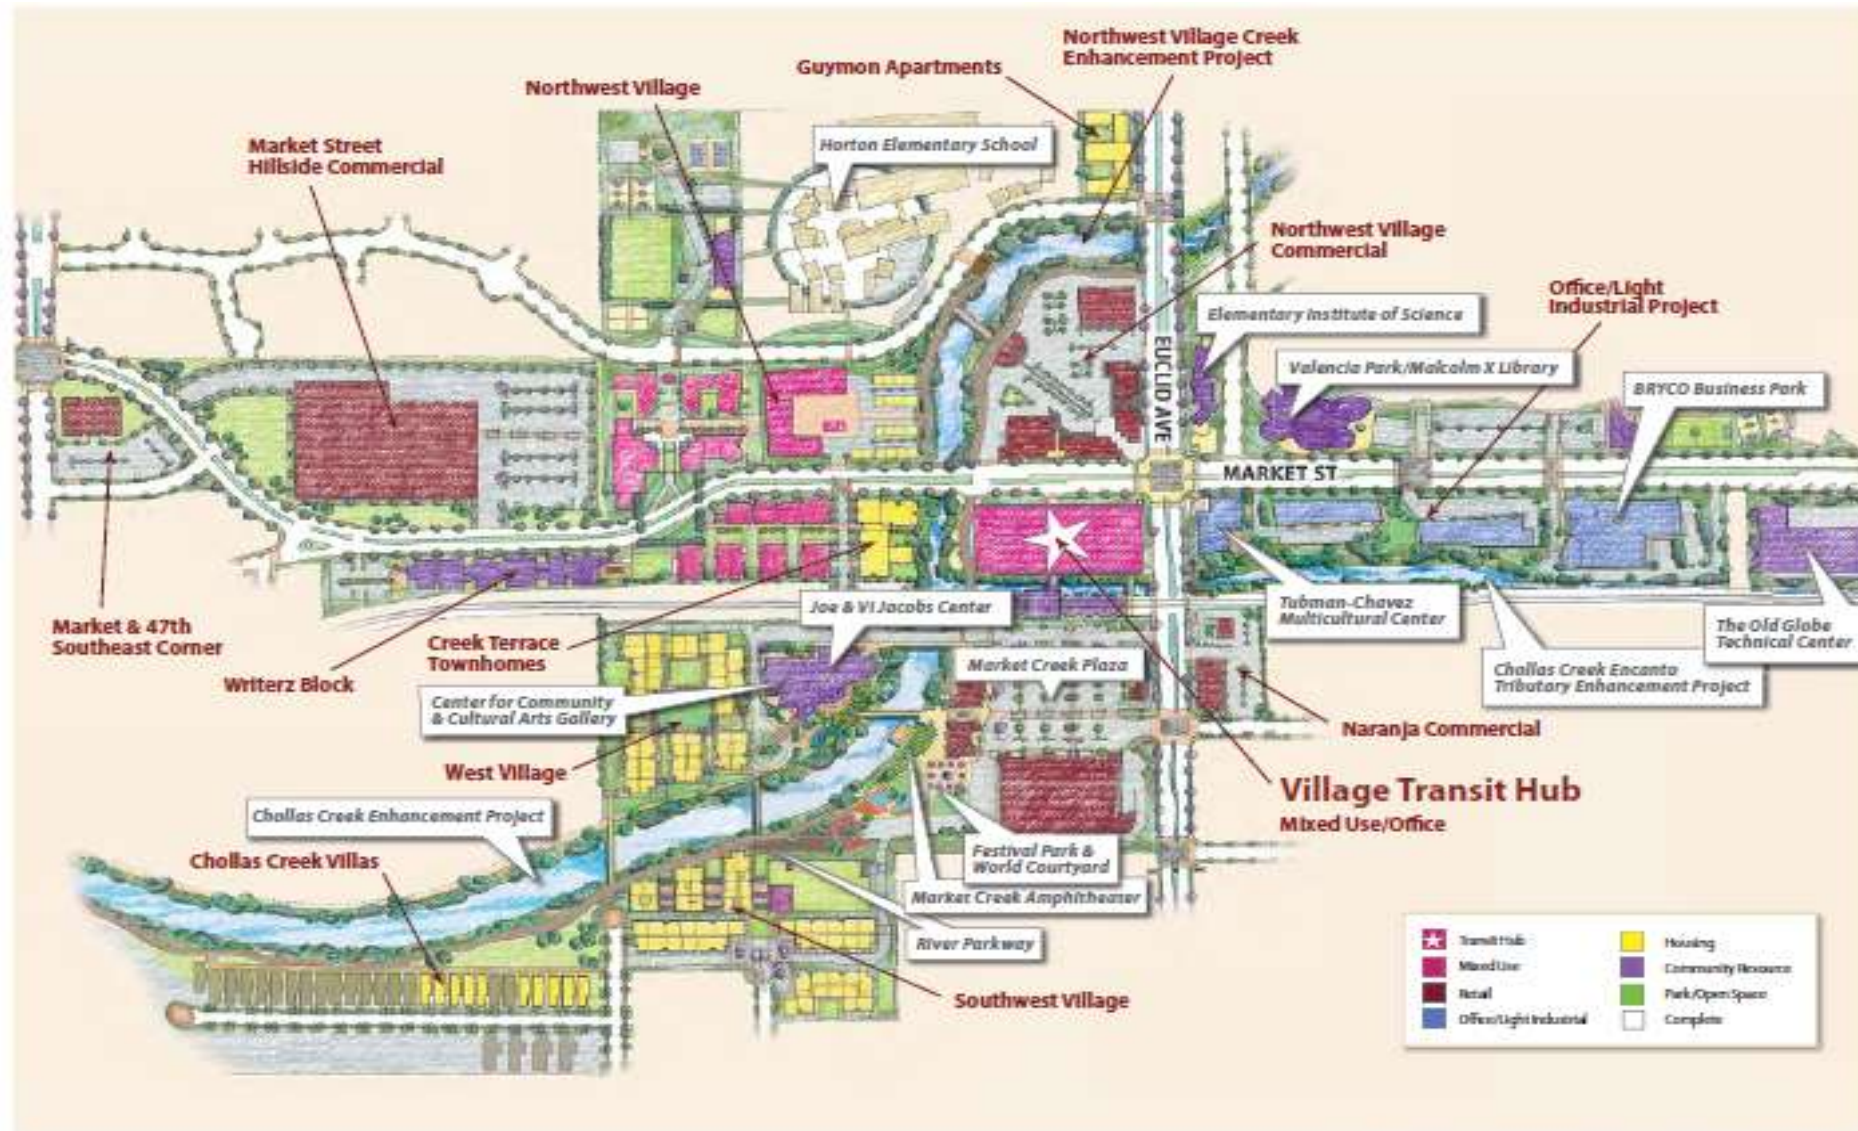 Northwest Village Creek
Enhancement Project
Guymon Apartments
Northwest Village
Market Street
Hillside Commercial
Horton Elementary School
Northwest Village
Commercial
Office/Light
Industrial Project
Elementary Institute of Science
Valencia Park/Malcolm X Library
BRYCO Business Park
EUCLID AVE
MARKET ST
Market & 47th
Southeast Corner
Writerz Block
Creek Terrace
Townhomes
Joe & Vi Jacobs Center
Tubman-Chavez
Multicultural Center
The Old Globe
Technical Center
Chollas Creek Encanto
Tributary Enhancement Project
Market Creek Plaza
Center for Community
& Cultural Arts Gallery
Naranja Commercial
West Village
Village Transit Hub
Mixed Use/Office
Chollas Creek Enhancement Project
Chollas Creek Villas
Festival Park &
World Courtyard
Market Creek Amphitheater
River Parkway
Southwest Village
Transit Hub
Mixed Use
Retail
Office/Light Industrial
Housing
Community Resource
Park/Open Space
Complete